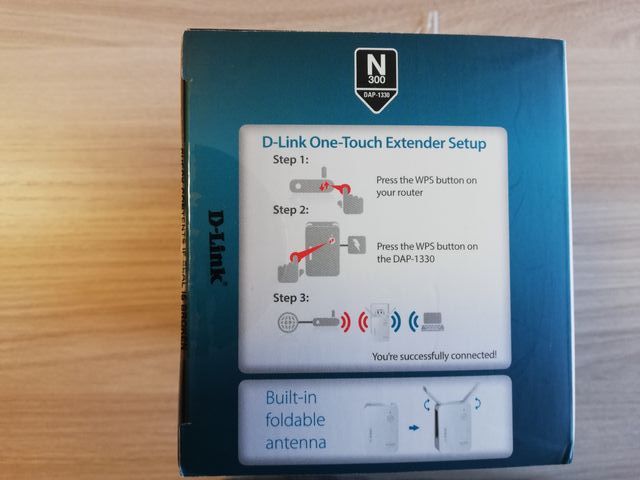 N
300
DAP-1330
D-Link One-Touch Extender Setup
Step 1:
Press the WPS button on
your router
Step 2:
Press the WPS button on
the DAP-1330
Step 3:
You're successfully connected!
D-Link
Built-in
foldable
antenna